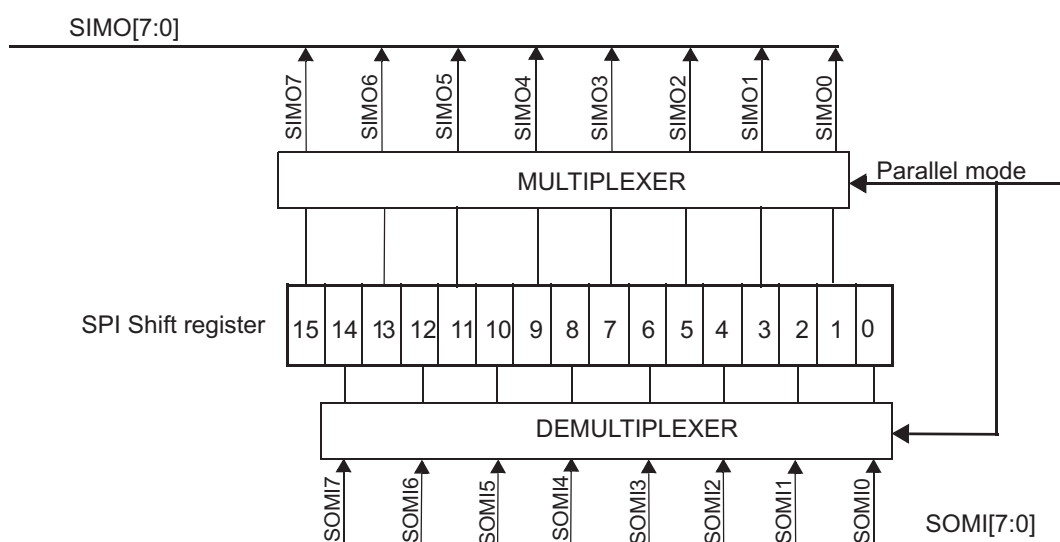 SIMO[7:0]
SIMO7 SIMO6 SIMO5 SIMO4 SIMO3 SIMO2 SIMO1 SIMO0
Parallel mode
MULTIPLEXER
SPI Shift register 15 14 13 12 11 10 9 8 7 6 5 4 3 2 1 0
DEMULTIPLEXER
SOMI7 SOMI6 SOMI5 SOMI4 SOMI3 SOMI2 SOMI1 SOMI0
SOMI[7:0]